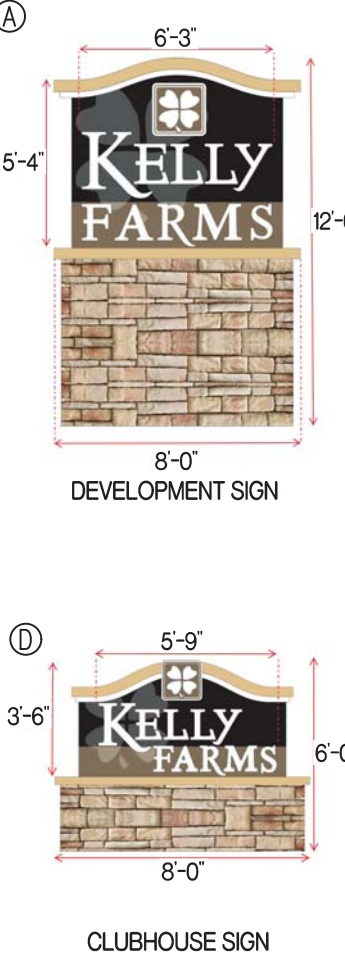 A
6'-3"
5'-4"
KELLY
FARMS
8'-0"
DEVELOPMENT SIGN
D
5'-9"
3'-6"
KELLY
FARMS
8'-0"
CLUBHOUSE SIGN